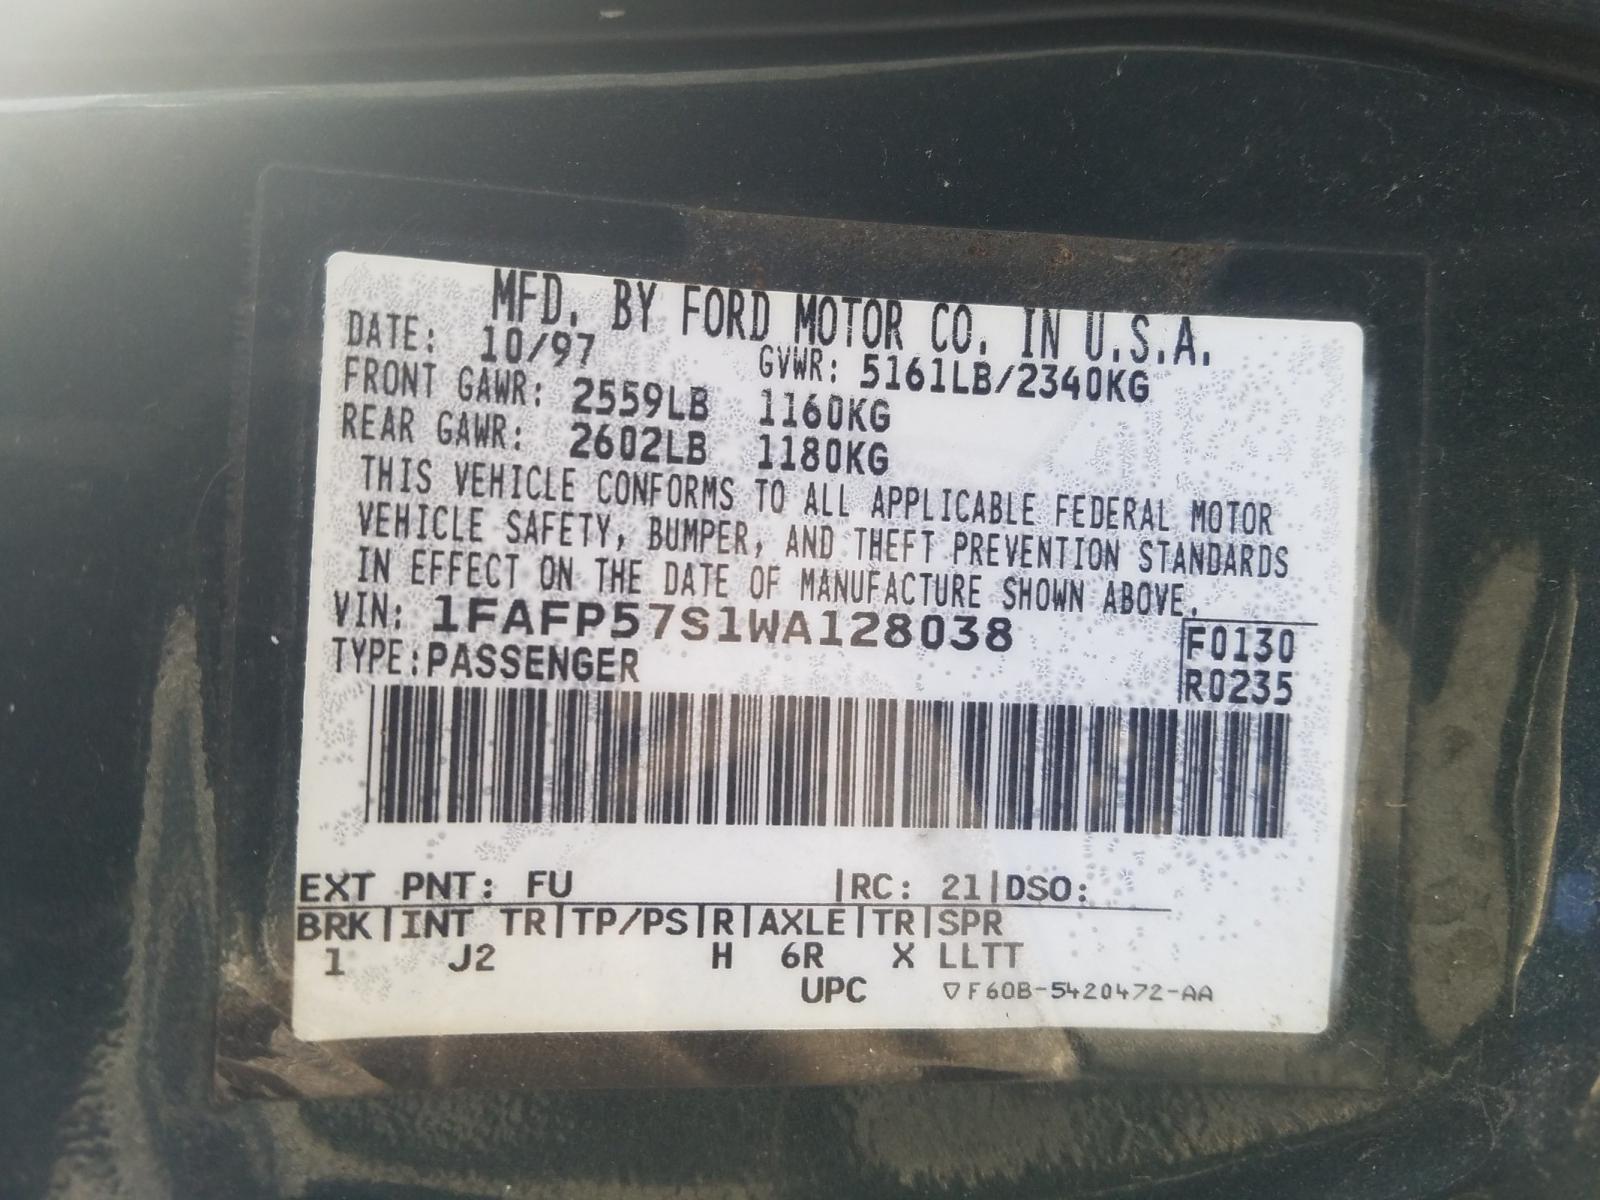 MFD. BY FORD MOTOR CO. IN U.S.A.
DATE: 10/97 GVWR: 5161LB/2340KG
FRONT GAWR: 2559LB 1160KG
REAR GAWR: 2602LB 1180KG
THIS VEHICLE CONFORMS TO ALL APPLICABLE FEDERAL MOTOR
VEHICLE SAFETY, BUMPER, AND THEFT PREVENTION STANDARDS
IN EFFECT ON THE DATE OF MANUFACTURE SHOWN ABOVE.
VIN: 1FAFP57S1WA128038
F0130
TYPE: PASSENGER
R0235
EXT PNT: FU |RC: 21|DSO:
BRK|INT TR|TP/PS|R|AXLE|TR|SPR
1 J2 H 6R X LLTT
UPC ▽F60B-5420472-AA